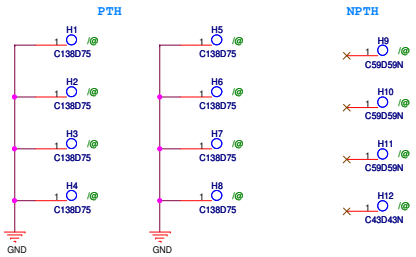 PTH
NPTH
H1
1 /@
C138D75
H2
1 /@
C138D75
H3
1 /@
C138D75
H4
1 /@
C138D75
GND
H5
1 /@
C138D75
H6
1 /@
C138D75
H7
1 /@
C138D75
H8
1 /@
C138D75
GND
H9
1 /@
C59D59N
H10
1 /@
C59D59N
H11
1 /@
C59D59N
H12
1 /@
C43D43N